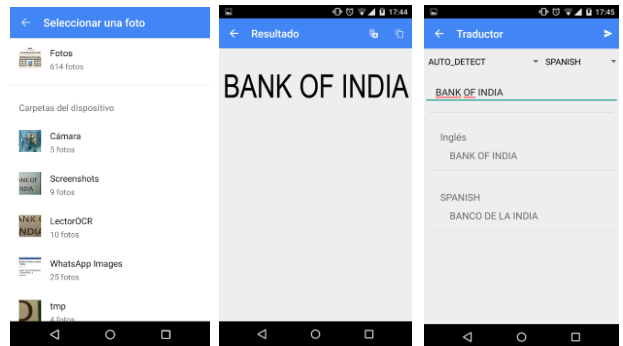 Seleccionar una foto
Fotos
614 fotos
Carpetas del dispositivo
Cámara
5 fotos
Screenshots
9 fotos
LectorOCR
10 fotos
WhatsApp Images
25 fotos
tmp
4 fotos
17:44
Resultado
BANK OF INDIA
17:45
Traductor
AUTO_DETECT SPANISH
BANK OF INDIA
Inglés
BANK OF INDIA
SPANISH
BANCO DE LA INDIA